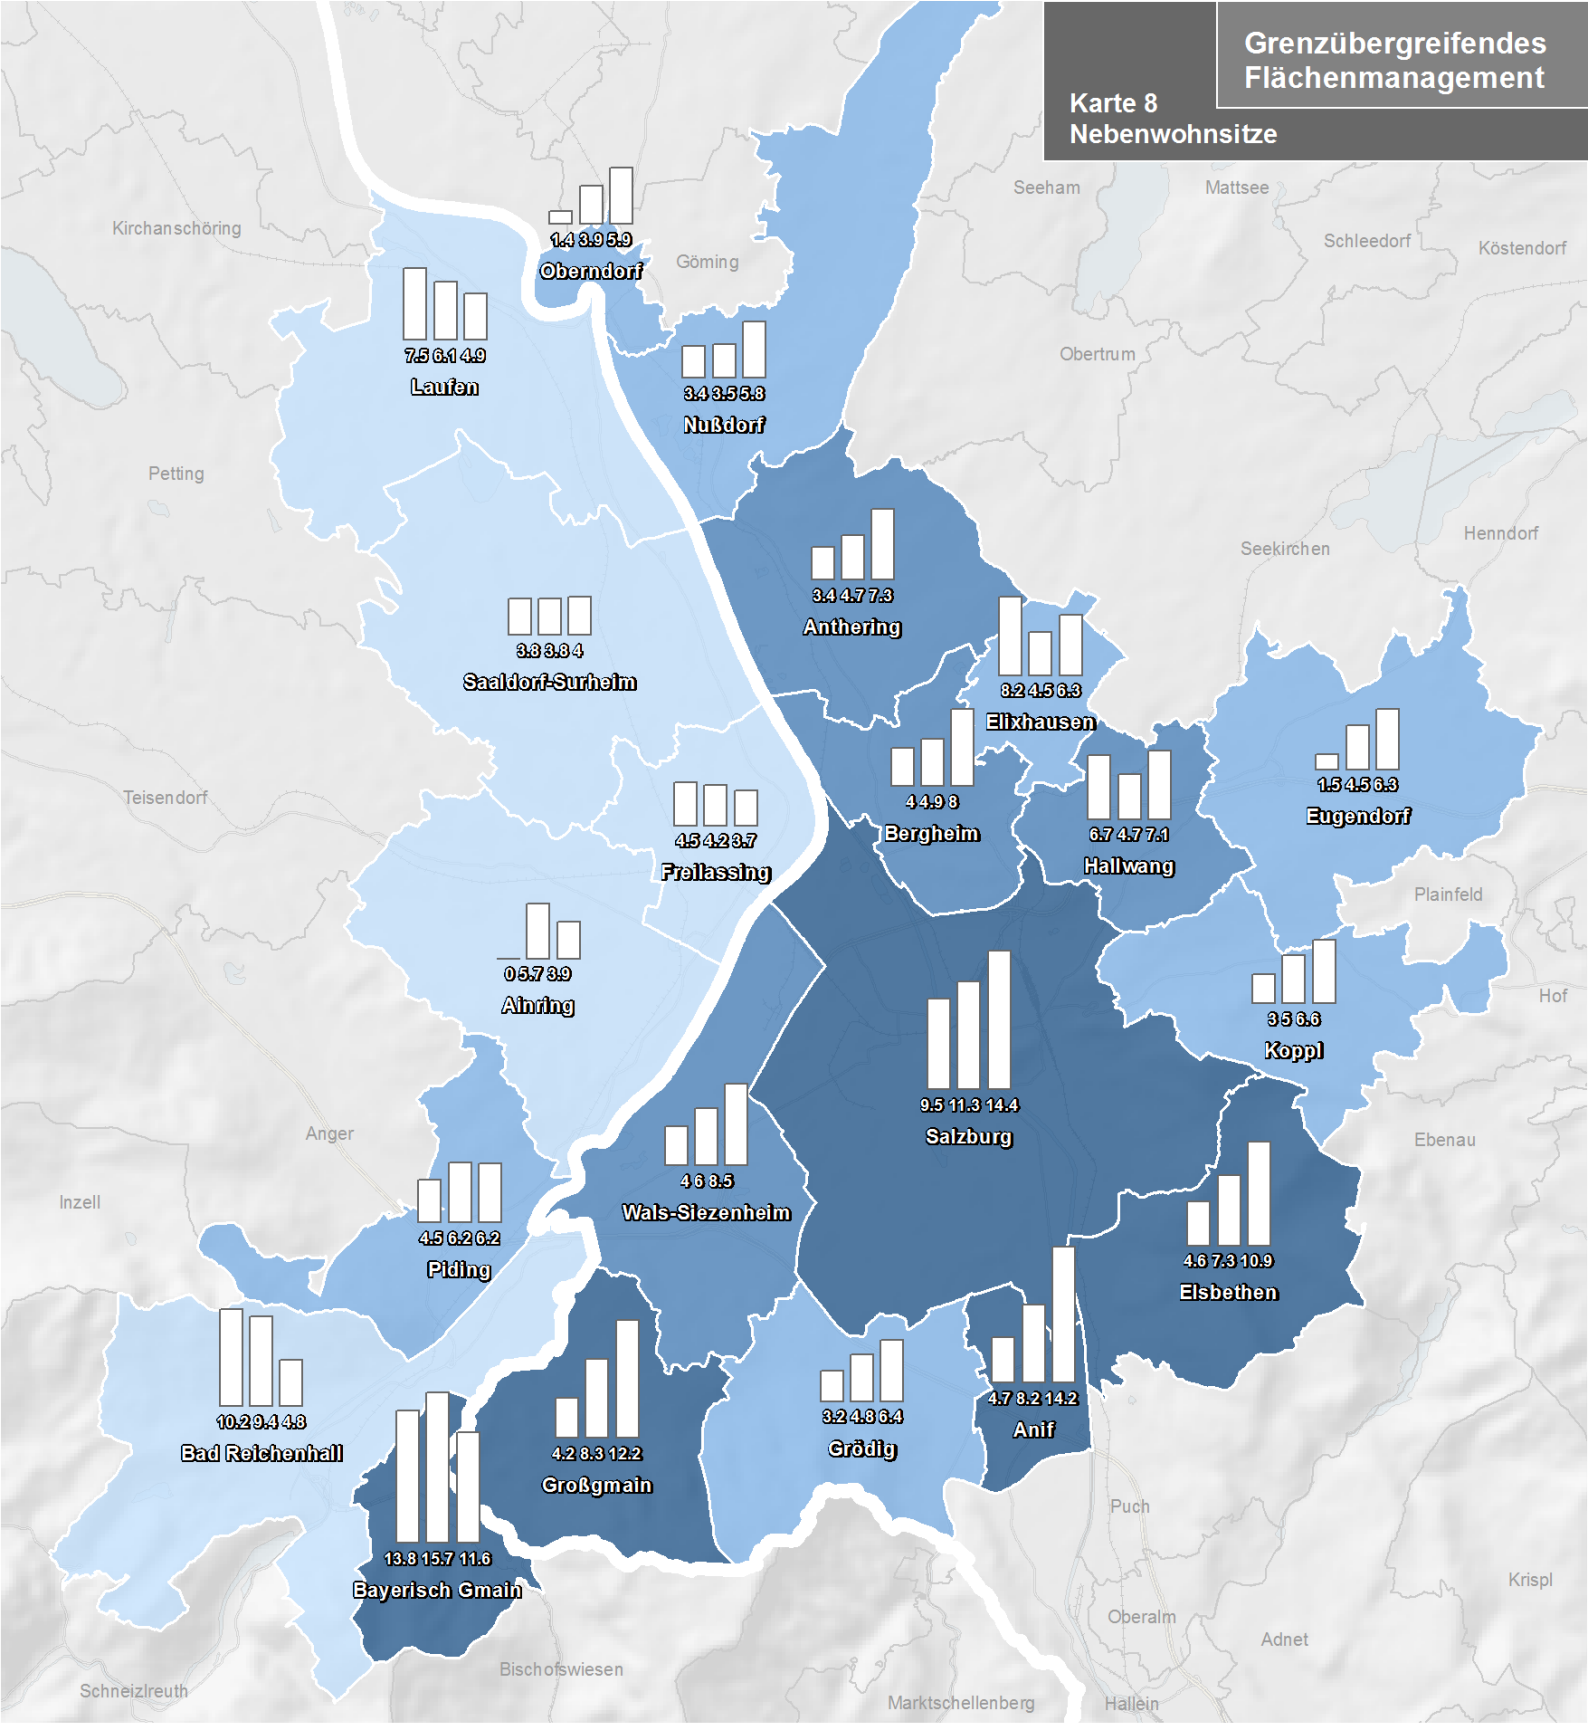 Grenzübergreifendes
Flächenmanagement
Karte 8
Nebenwohnsitze
Seeham
Mattsee
Kirchanschöring
Schleedorf
Köstendorf
1.4 3.9 5.9
Oberndorf
Göming
7.5 6.1 4.9
Laufen
Obertrum
3.4 3.5 5.8
Nußdorf
Petting
Henndorf
Seekirchen
3.4 4.7 7.3
Anthering
3.8 3.8 4
Saaldorf-Surheim
8.2 4.5 6.3
Elixhausen
Teisendorf
1.5 4.5 6.3
Eugendorf
4 4.9 8
Bergheim
4.5 4.2 3.7
Freilassing
6.7 4.7 7.1
Hallwang
Plainfeld
0 5.7 3.9
Ainring
Hof
3 5 6.6
Koppl
9.5 11.3 14.4
Salzburg
Anger
Ebenau
Inzell
4 6 8.5
Wals-Siezenheim
4.5 6.2 6.2
Piding
4.6 7.3 10.9
Elsbethen
4.7 8.2 14.2
Anif
3.2 4.8 6.4
Grödig
10.2 9.4 4.8
Bad Reichenhall
4.2 8.3 12.2
Großgmain
Puch
13.8 15.7 11.6
Bayerisch Gmain
Krispl
Oberalm
Adnet
Bischofswiesen
Schneizlreuth
Marktschellenberg
Hallein